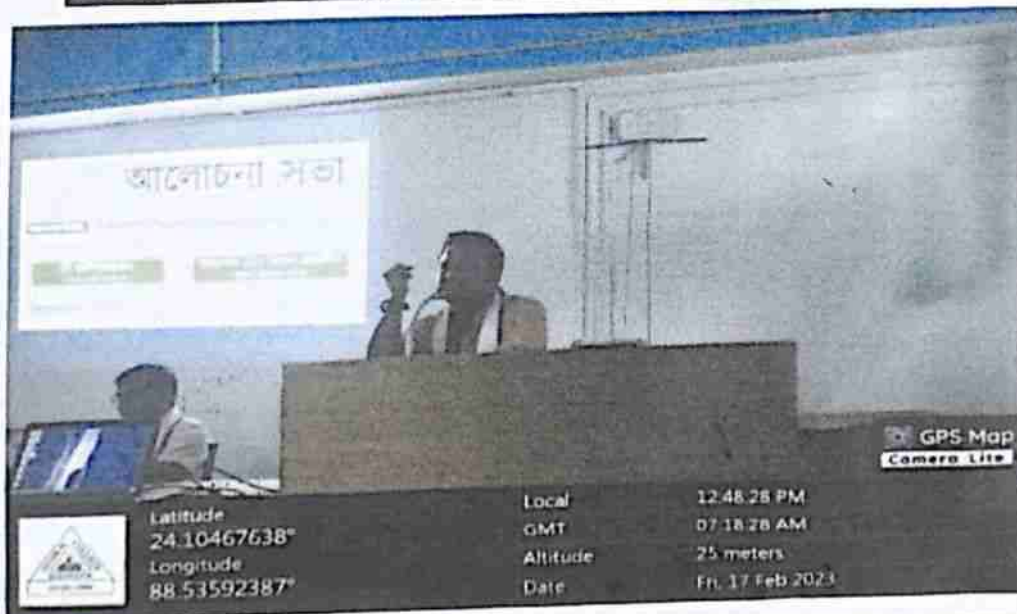 আলোচনা সভা
GPS Map
Camera Lite
Latitude
24.10467638°
Longitude
88.53592387°
Local 12:48:28 PM
GMT 07:18:28 AM
Altitude 25 meters
Date Fri, 17 Feb 2023